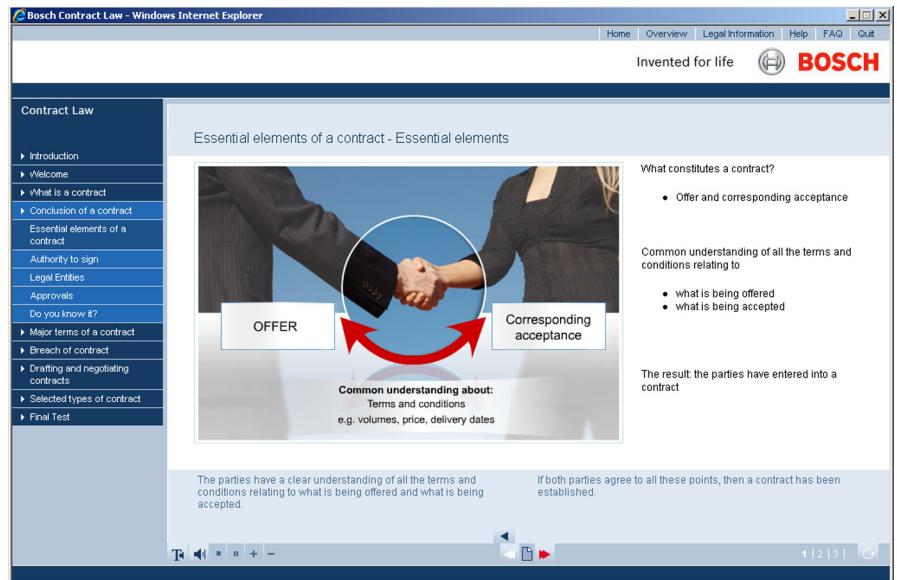 Bosch Contract Law - Windows Internet Explorer
Home | Overview | Legal Information | Help | FAQ | Quit
Invented for life BOSCH
Contract Law
Introduction
Welcome
What is a contract
Conclusion of a contract
Essential elements of a
contract
Authority to sign
Legal Entities
Approvals
Do you know it?
Major terms of a contract
Breach of contract
Drafting and negotiating
contracts
Selected types of contract
Final Test
Essential elements of a contract - Essential elements
OFFER
Corresponding
acceptance
Common understanding about:
Terms and conditions
e.g. volumes, price, delivery dates
What constitutes a contract?
• Offer and corresponding acceptance
Common understanding of all the terms and
conditions relating to
• what is being offered
• what is being accepted
The result: the parties have entered into a
contract
The parties have a clear understanding of all the terms and
conditions relating to what is being offered and what is being
accepted.
If both parties agree to all these points, then a contract has been
established.
1 | 2 | 3 |